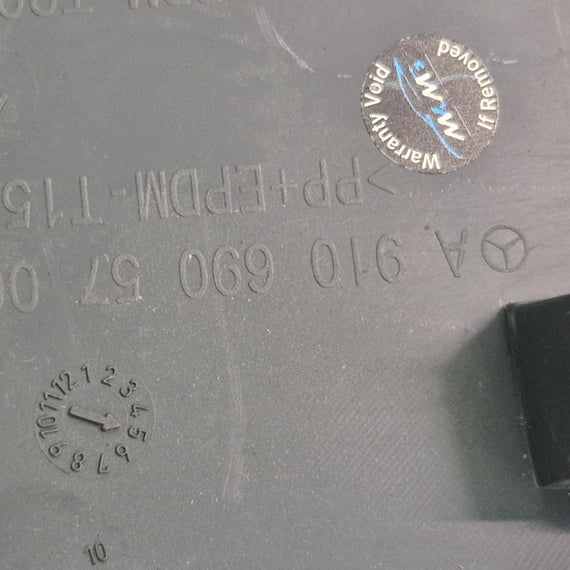 Warranty Void If Removed
>PP+EPDM-T15
A 910 690 57 0
12 1 2 3 4 5 6 7 8 9 10 11
10